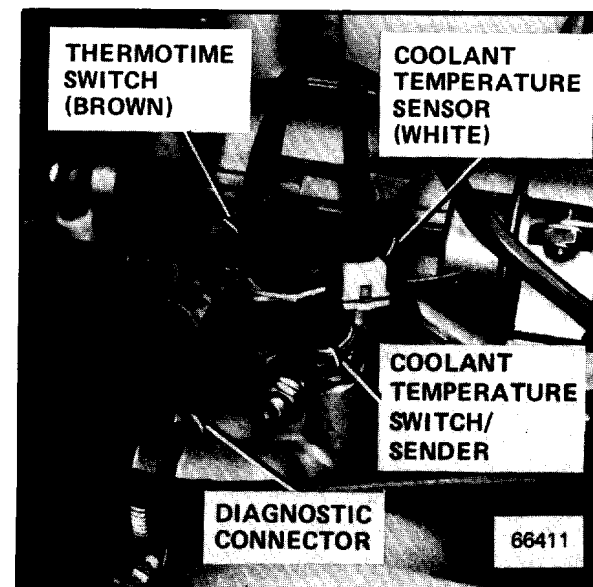 THERMOTIME
SWITCH
(BROWN)
COOLANT
TEMPERATURE
SENSOR
(WHITE)
COOLANT
TEMPERATURE
SWITCH/
SENDER
DIAGNOSTIC
CONNECTOR
66411